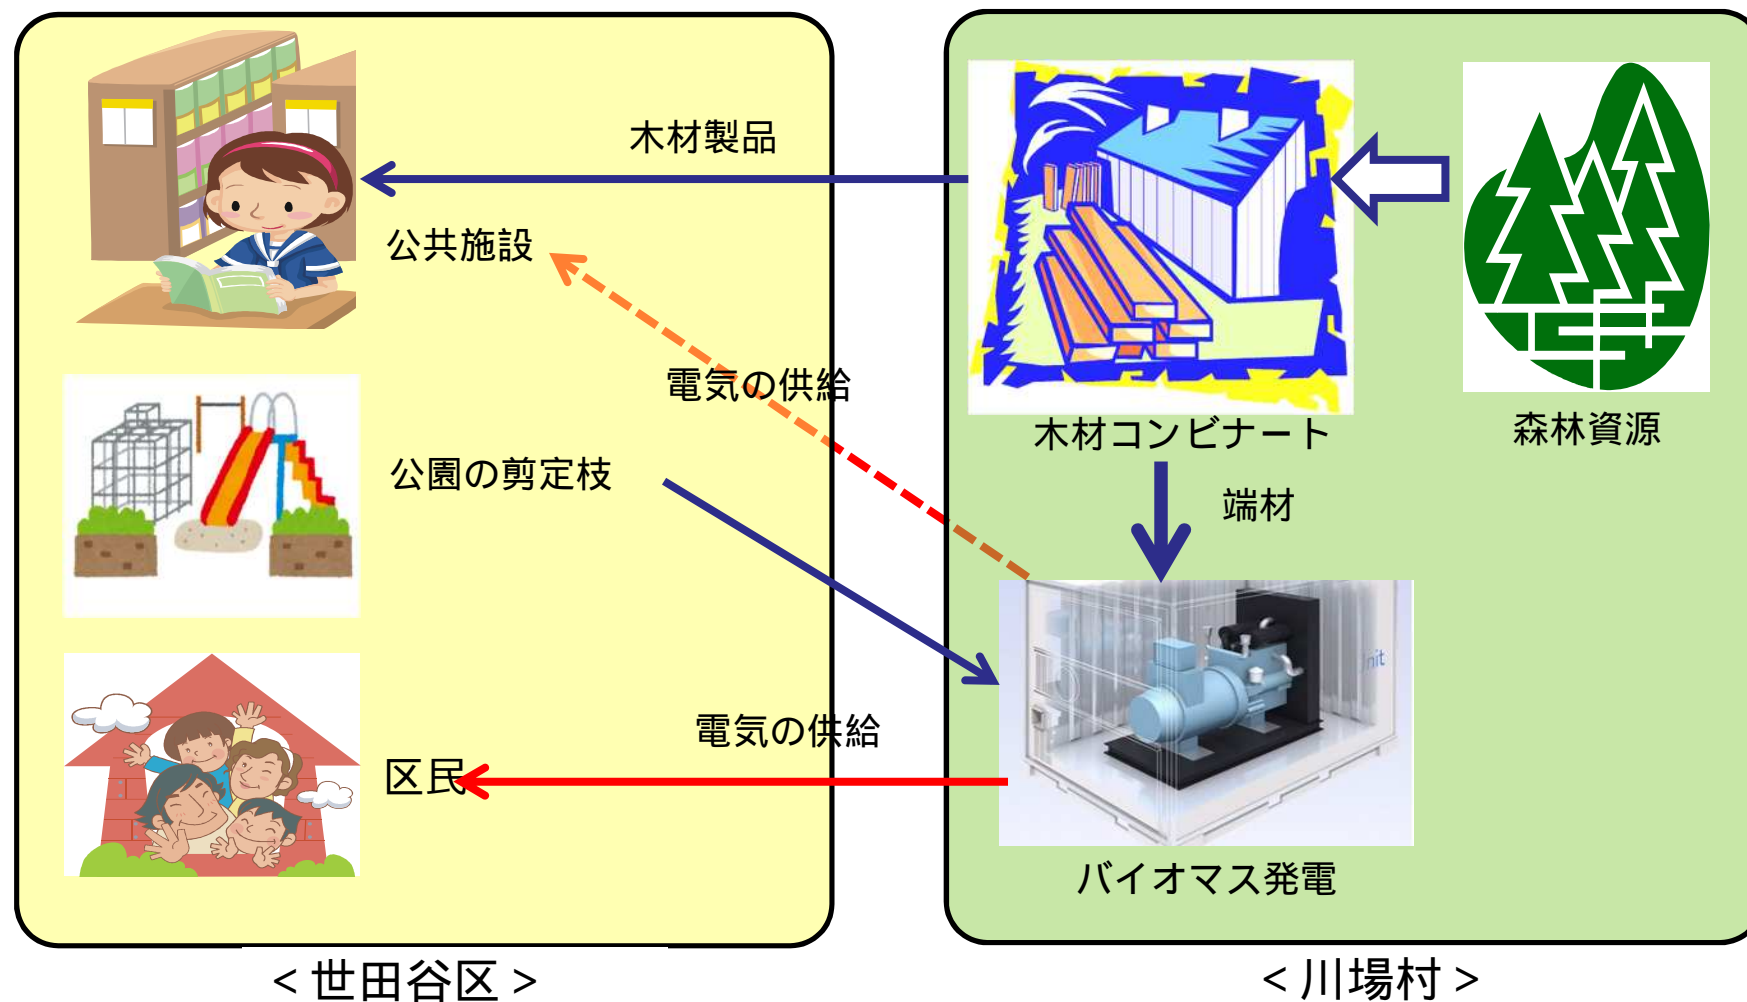 木材製品
公共施設
電気の供給
公園の剪定枝
電気の供給
区民
<世田谷区>
木材コンビナート
森林資源
端材
nit
バイオマス発電
<川場村>